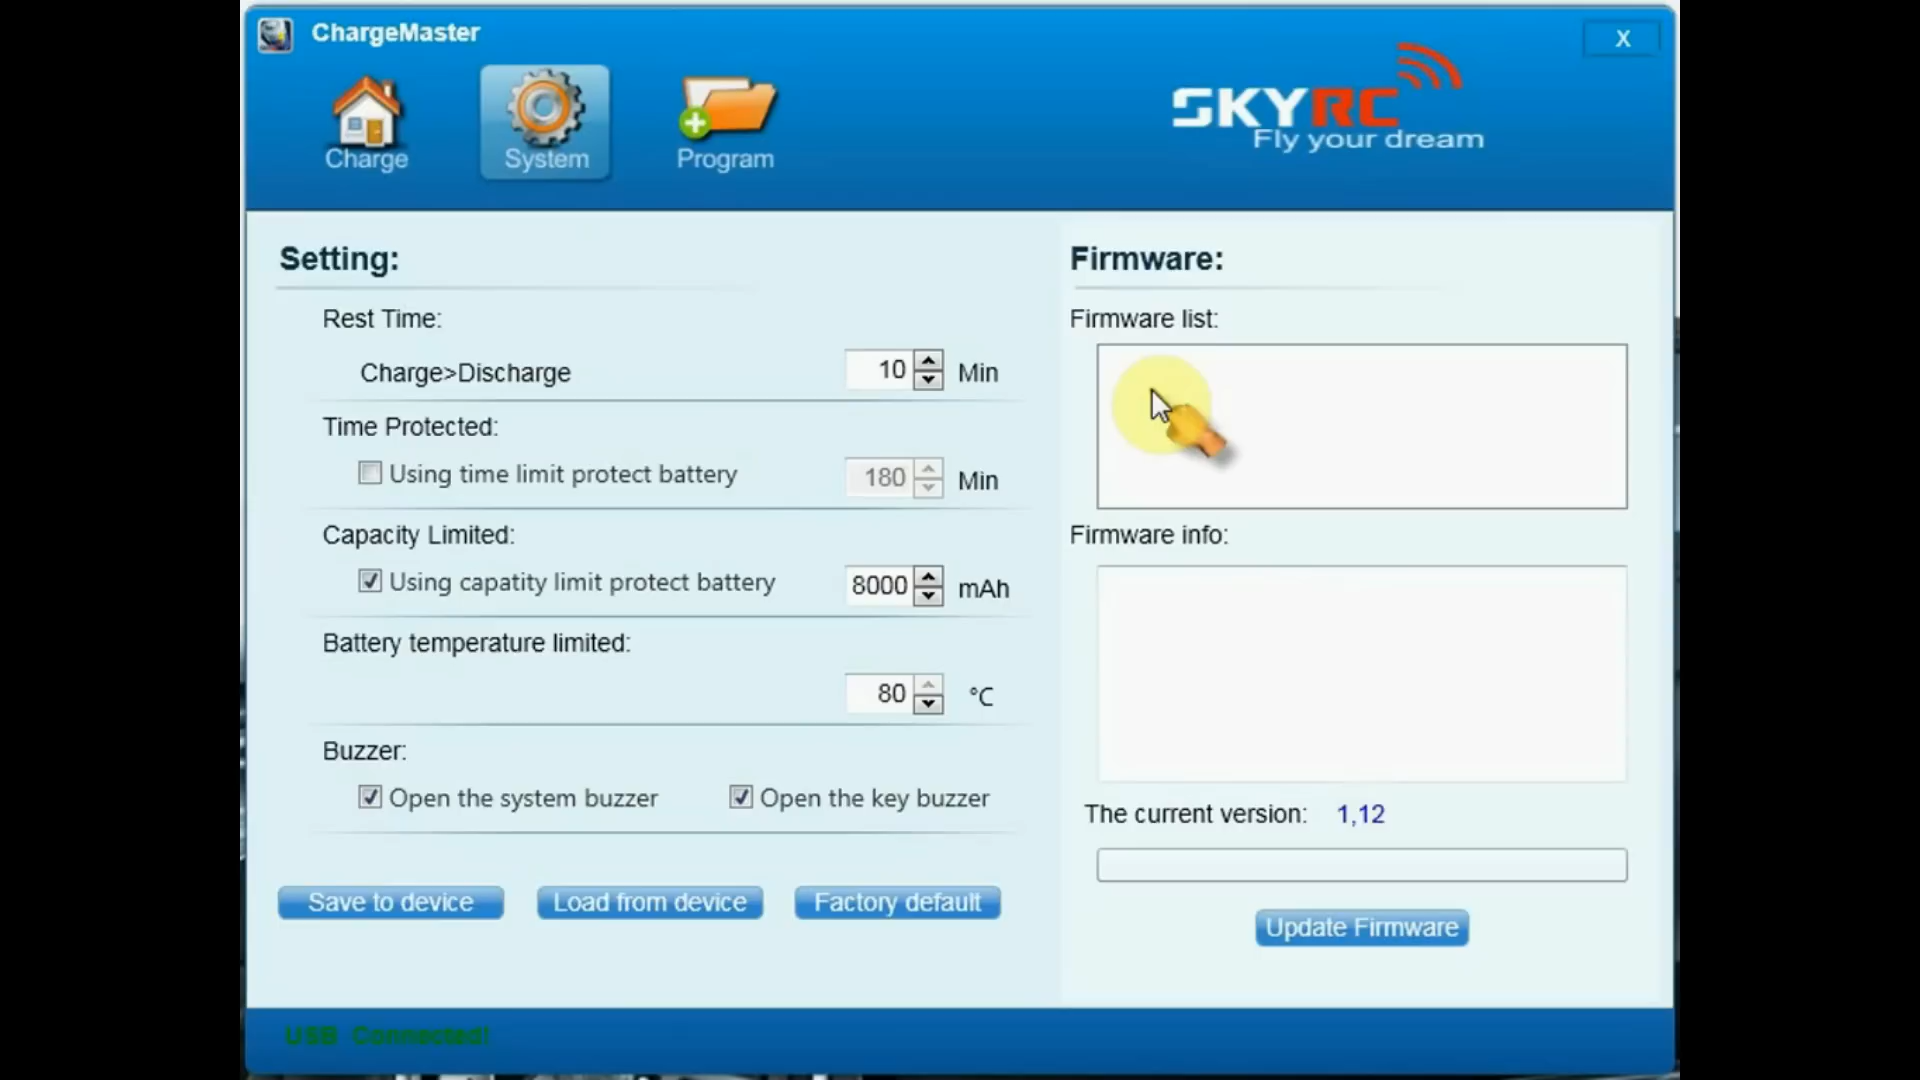 ChargeMaster
X
Charge
System
Program
SKYRC
Fly your dream
Setting:
Rest Time:
Charge>Discharge 10 Min
Time Protected:
Using time limit protect battery 180 Min
Capacity Limited:
Using capatity limit protect battery 8000 mAh
Battery temperature limited:
80 °C
Buzzer:
Open the system buzzer Open the key buzzer
Save to device Load from device Factory default
Firmware:
Firmware list:
Firmware info:
The current version: 1,12
Update Firmware
USB Connected!